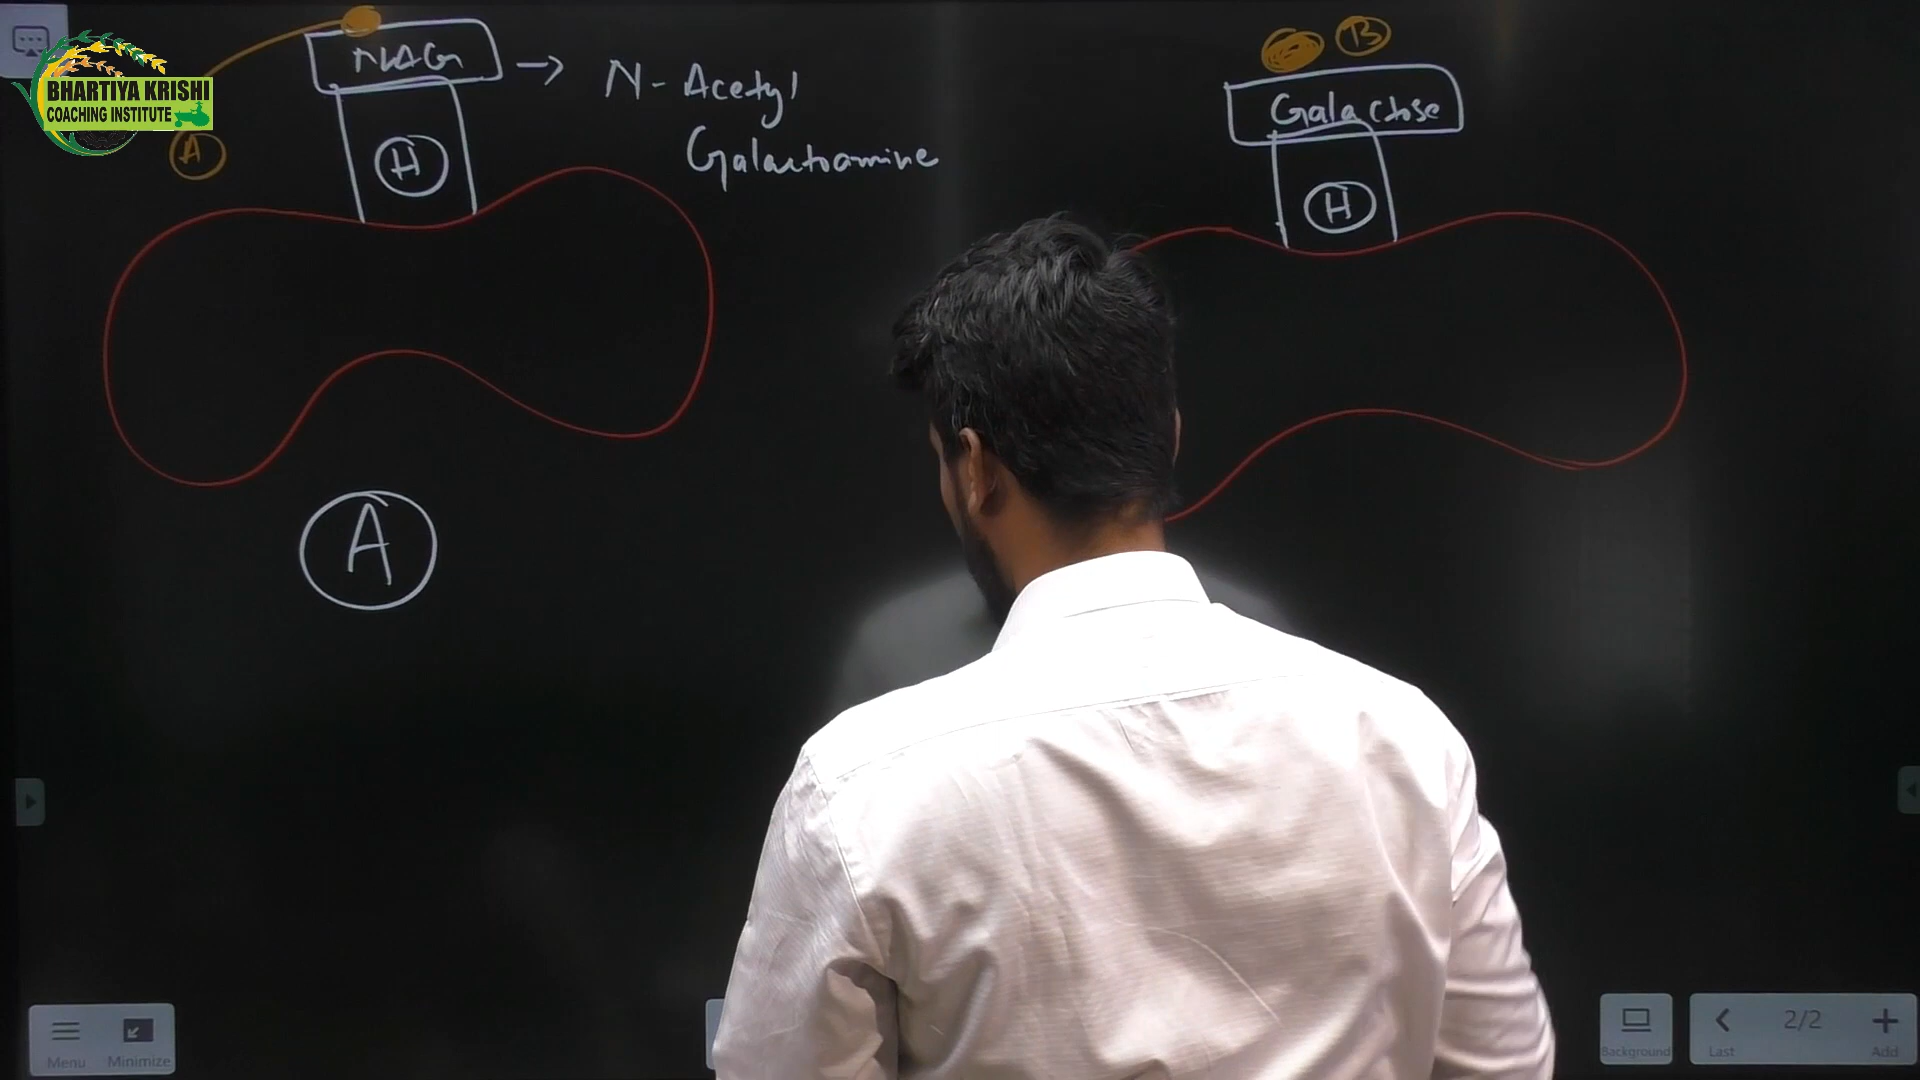 BHARTIYA KRISHI
COACHING INSTITUTE
A
NAG
→ N-Acetyl
Galactoamine
H
A
B
Galactose
H
Menu
Minimize
Background
2/2
Last
Add